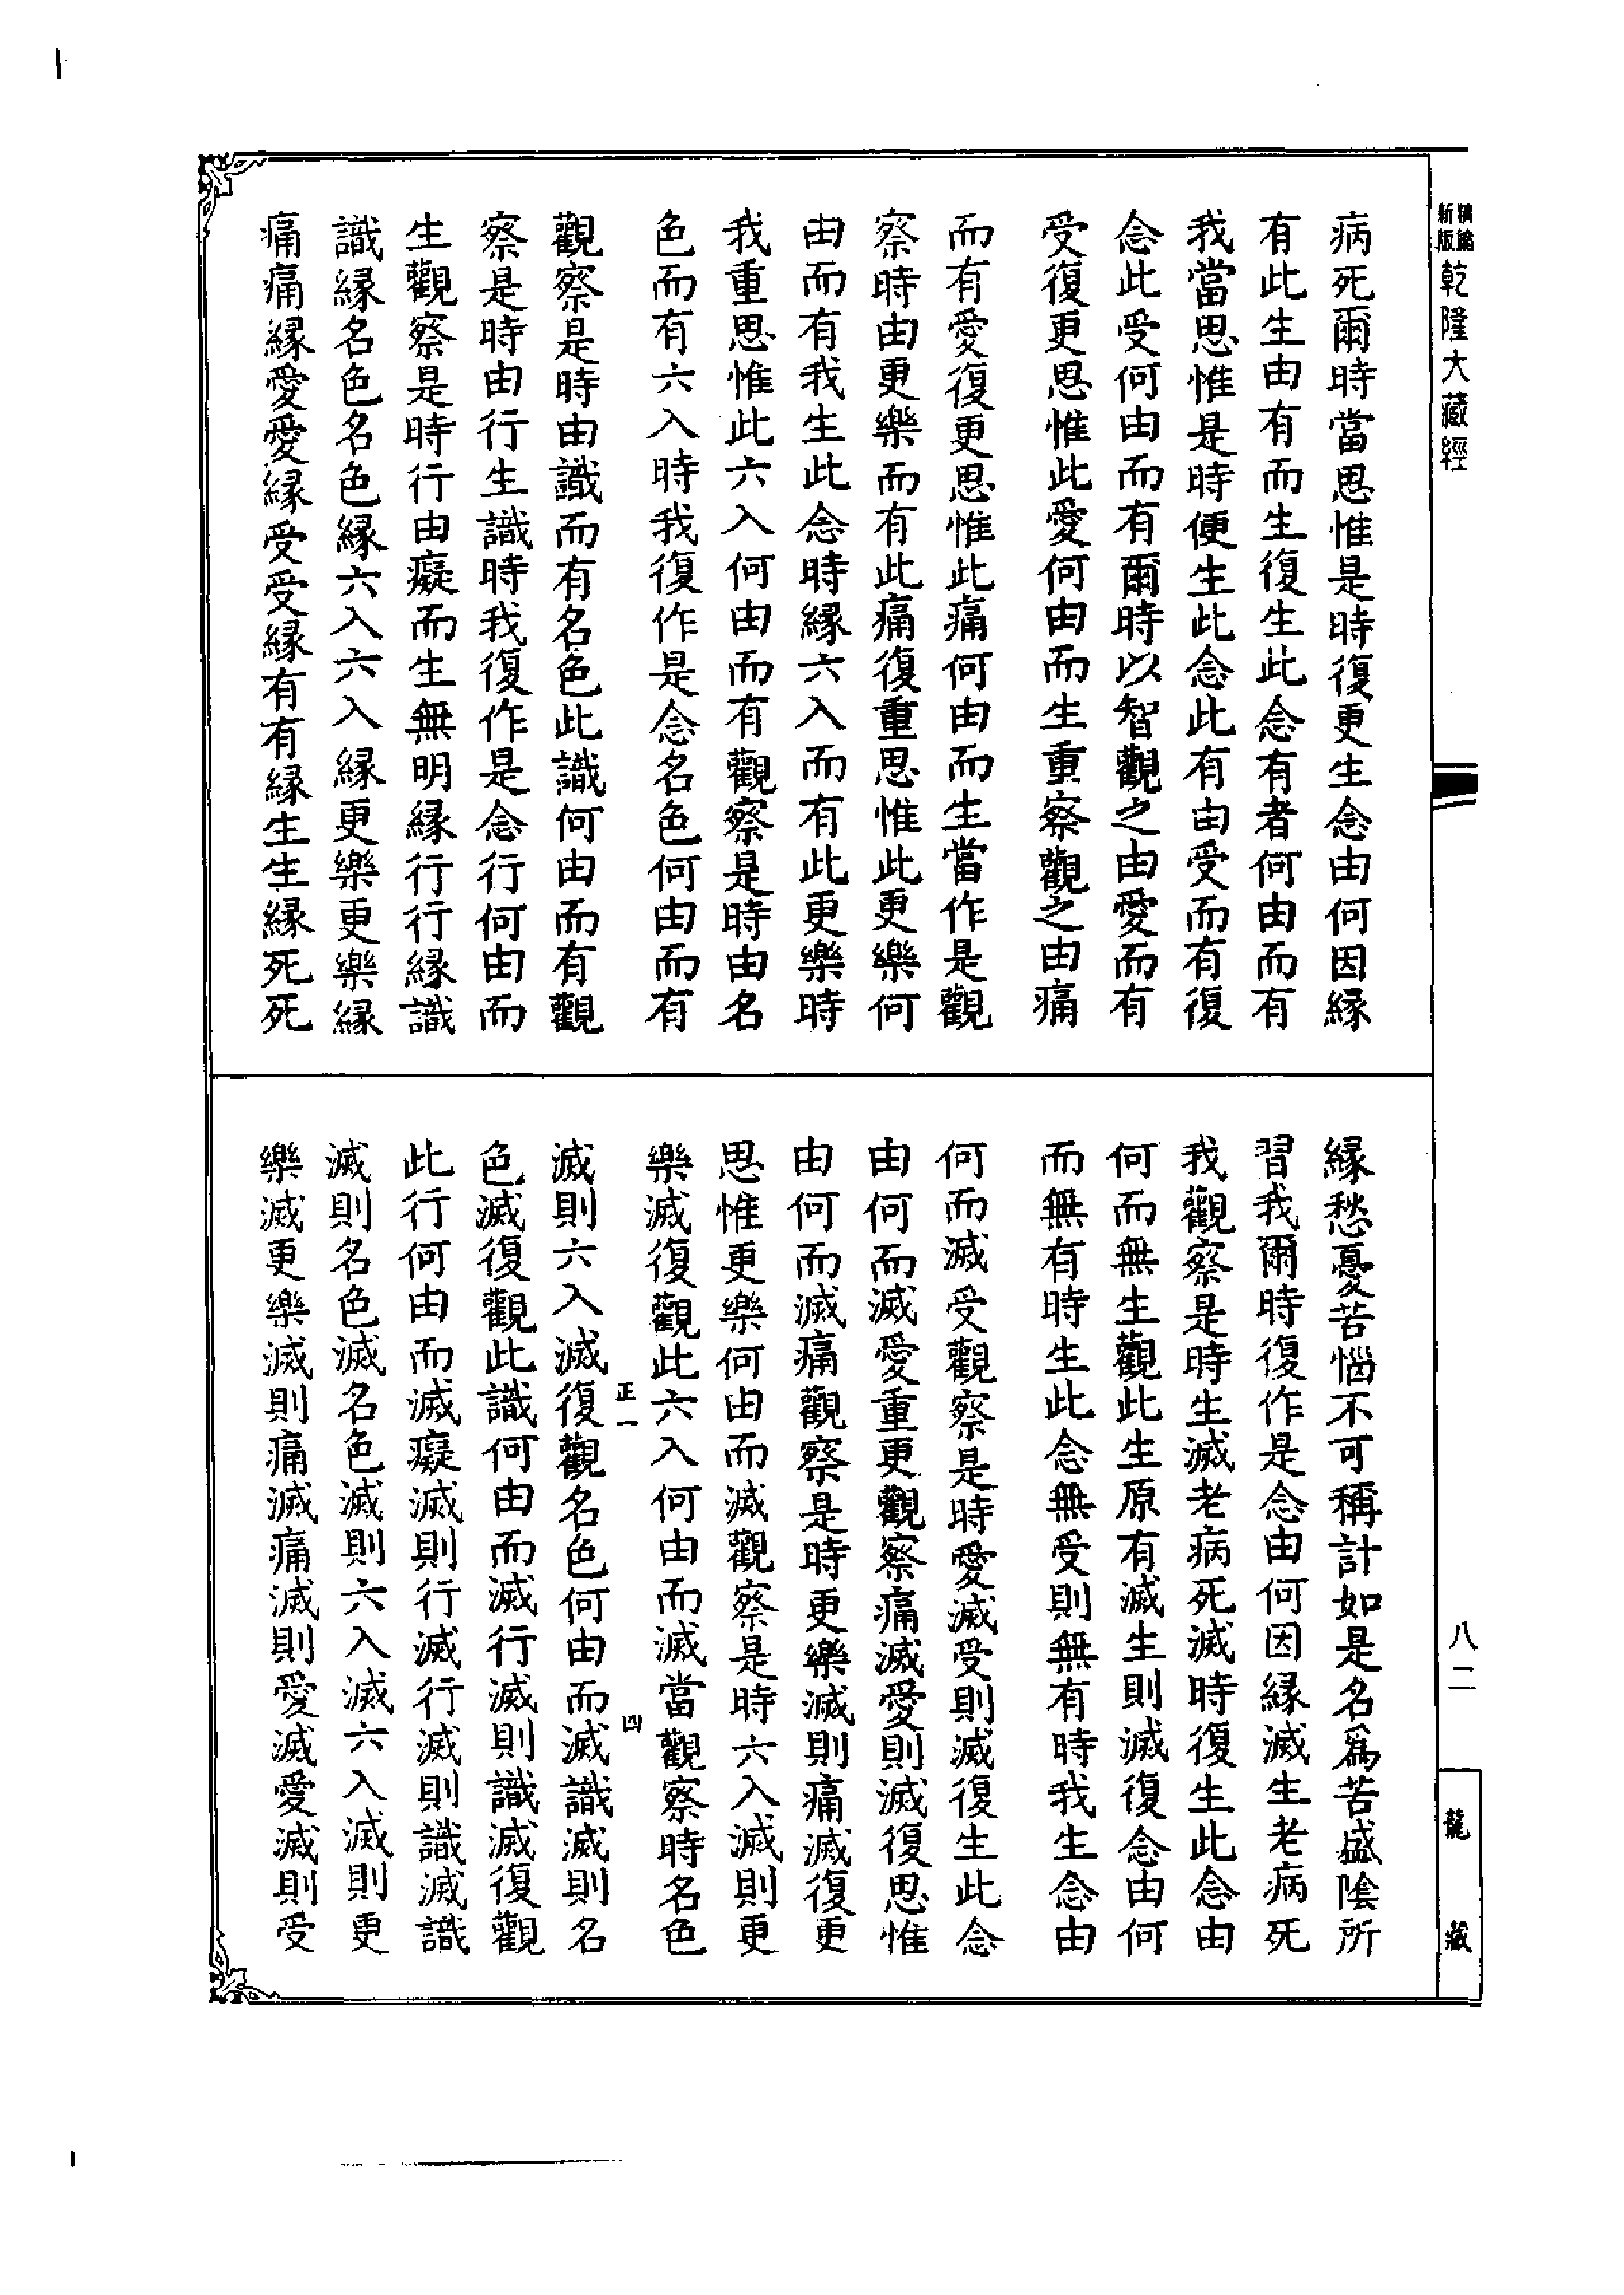 精鑴新版乾隆大藏經
病死爾時當思惟是時復更生念由何因緣
有此生由有而生復生此念有者何由而有
我當思惟是時便生此念此有由受而有復
念此受何由而有爾時以智觀之由愛而有
受復更思惟此愛何由而生重察觀之由痛
而有愛復更思惟此痛何由而生當作是觀
察時由更樂而有此痛復重思惟此更樂何
由而有我生此念時緣六入而有此更樂時
我重思惟此六入何由而有觀察是時由名
色而有六入時我復作是念名色何由而有
觀察是時由識而有名色此識何由而有觀
察是時由行生識時我復作是念行何由而
生觀察是時行由癡而生無明緣行行緣識
識緣名色名色緣六入六入緣更樂更樂緣
痛痛緣愛愛緣受受緣有有緣生生緣死死
緣愁憂苦惱不可稱計如是名為苦盛陰所
習我爾時復作是念由何因緣滅生老病死
我觀察是時生滅老病死滅時復生此念由
何而無生觀此生原有滅生則滅復念由何
而無有時生此念無受則無有時我生念由
何而滅受觀察是時愛滅受則滅復生此念
由何而滅愛重更觀察痛滅愛則滅復思惟
由何而滅痛觀察是時更樂滅則痛滅復更
思惟更樂何由而滅觀察是時六入滅則更
樂滅復觀此六入何由而滅當觀察時名色
正一 四
滅則六入滅復觀名色何由而滅識滅則名
色滅復觀此識何由而滅行滅則識滅復觀
此行何由而滅癡滅則行滅行滅則識滅識
滅則名色滅名色滅則六入滅六入滅則更
樂滅更樂滅則痛滅痛滅則愛滅愛滅則受
八二
龍藏